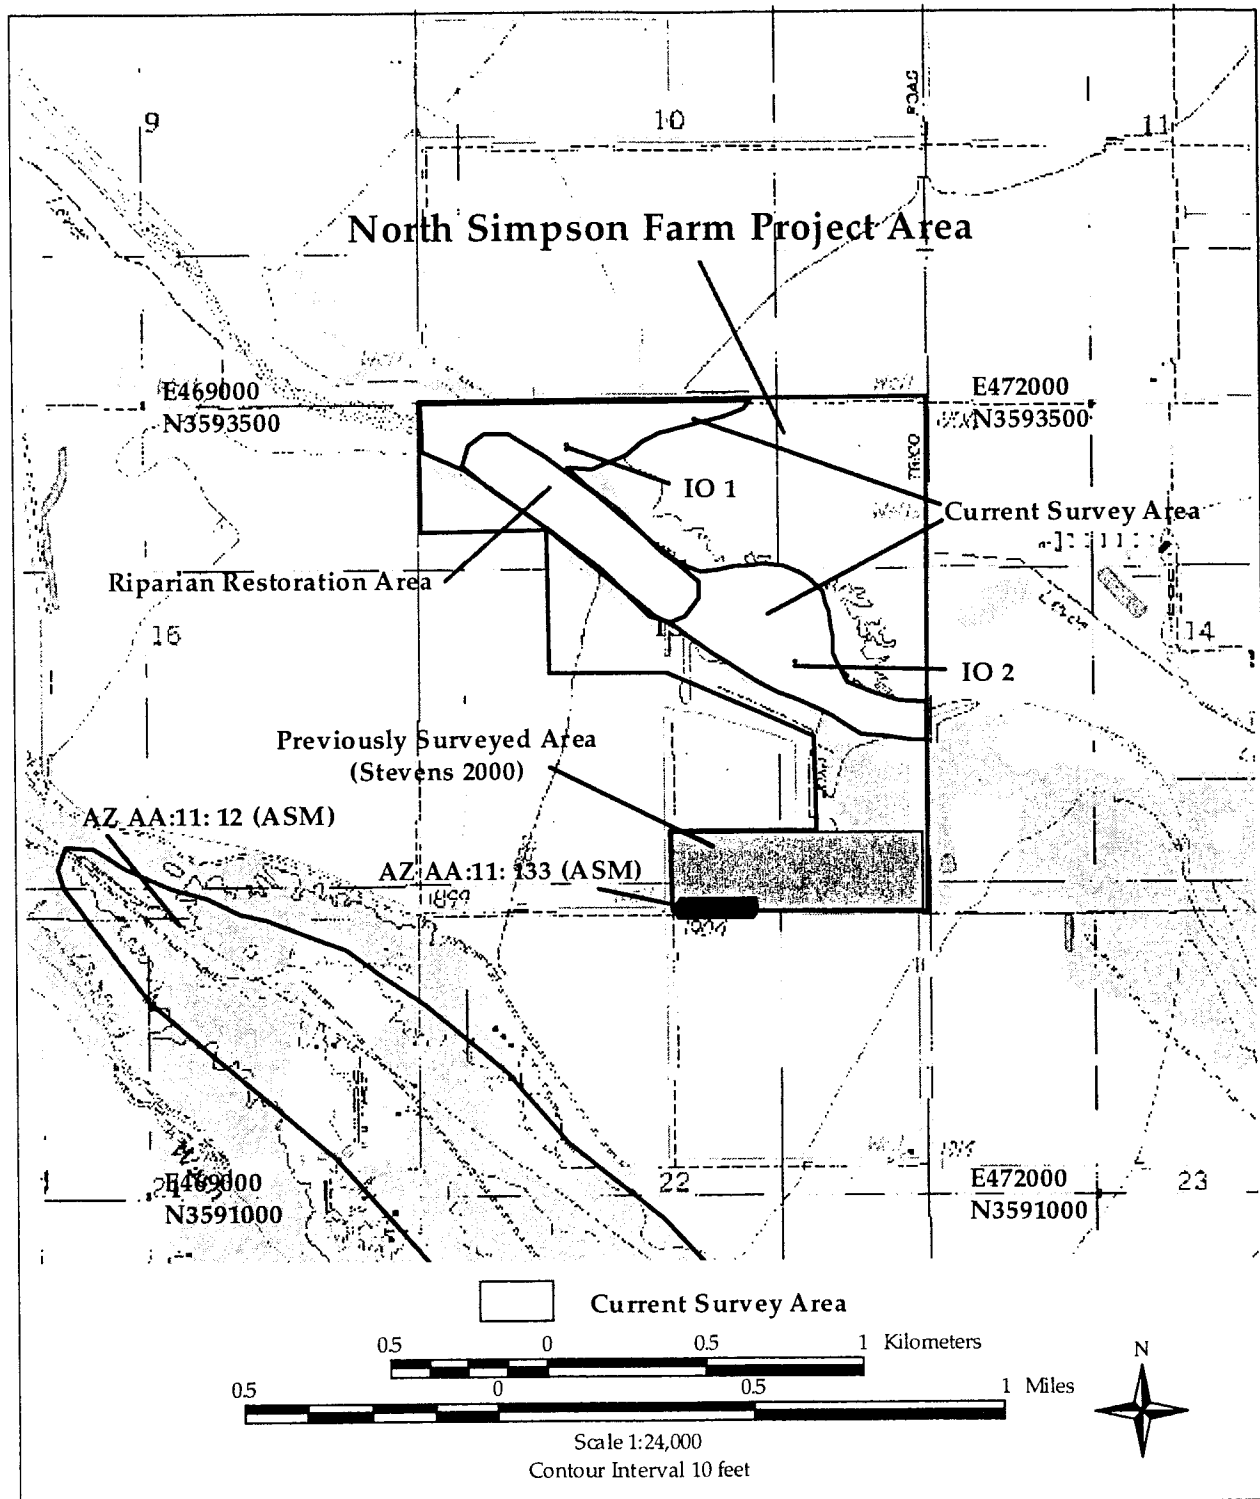 9
10
11
ROAD
North Simpson Farm Project Area
E469000
N3593500
E472000
N3593500
TRICO
IO 1
Current Survey Area
Riparian Restoration Area
16
14
IO 2
Previously Surveyed Area
(Stevens 2000)
AZ AA:11: 12 (ASM)
AZ AA:11: 133 (ASM)
E469000
N3591000
22
E472000
N3591000
23
Current Survey Area
0.5 0 0.5 1 Kilometers
0.5 0 0.5 1 Miles
N
Scale 1:24,000
Contour Interval 10 feet